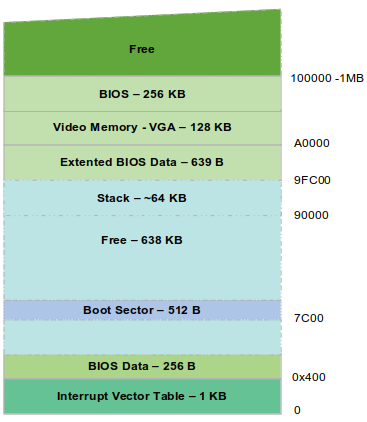 Free
100000 -1MB
BIOS – 256 KB
Video Memory - VGA – 128 KB
A0000
Extented BIOS Data – 639 B
9FC00
Stack – ~64 KB
90000
Free – 638 KB
Boot Sector – 512 B
7C00
BIOS Data – 256 B
0x400
Interrupt Vector Table – 1 KB
0